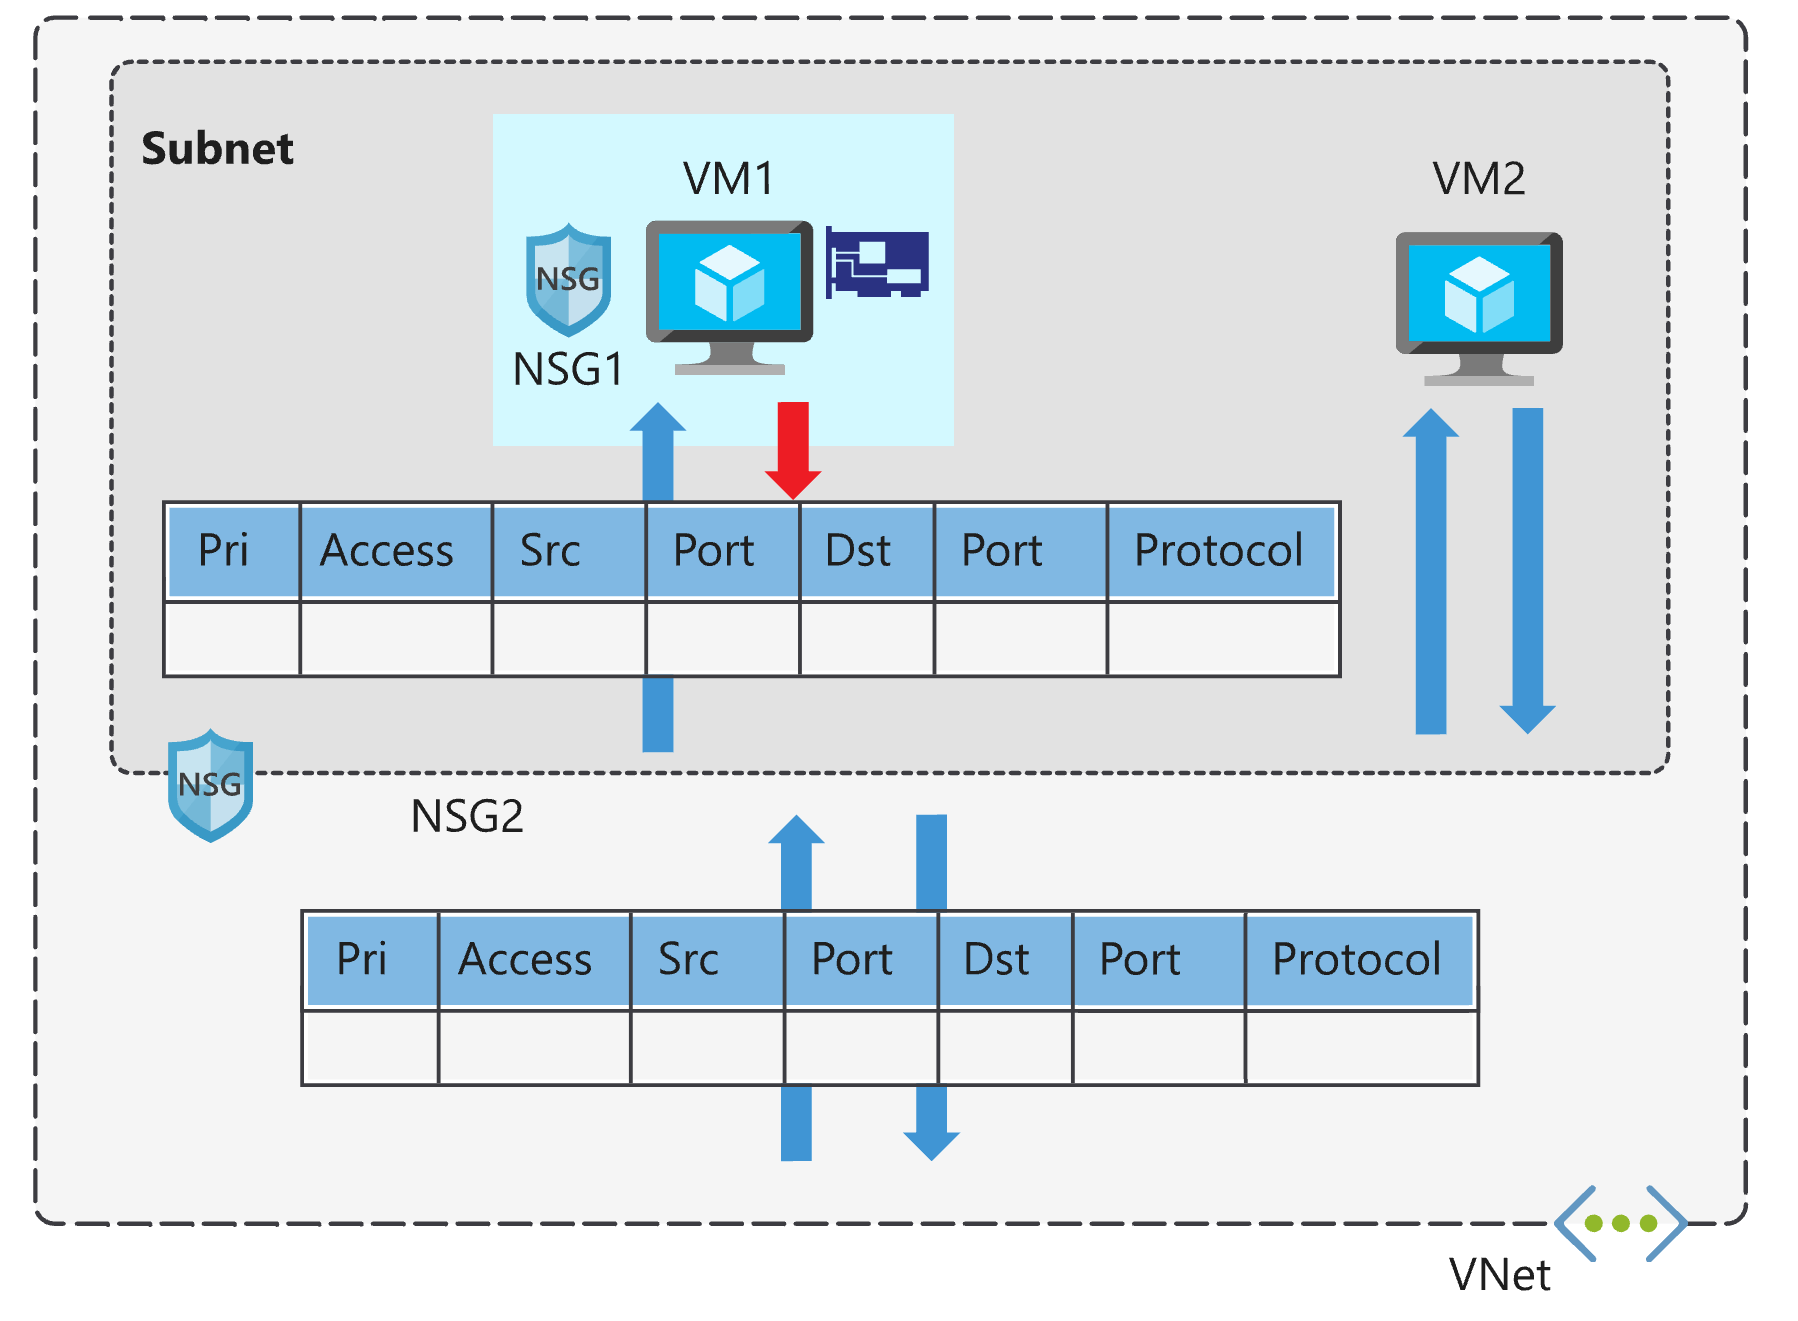 Subnet
VM1
VM2
NSG
NSG1
Pri Access Src Port Dst Port Protocol
NSG
NSG2
Pri Access Src Port Dst Port Protocol
VNet